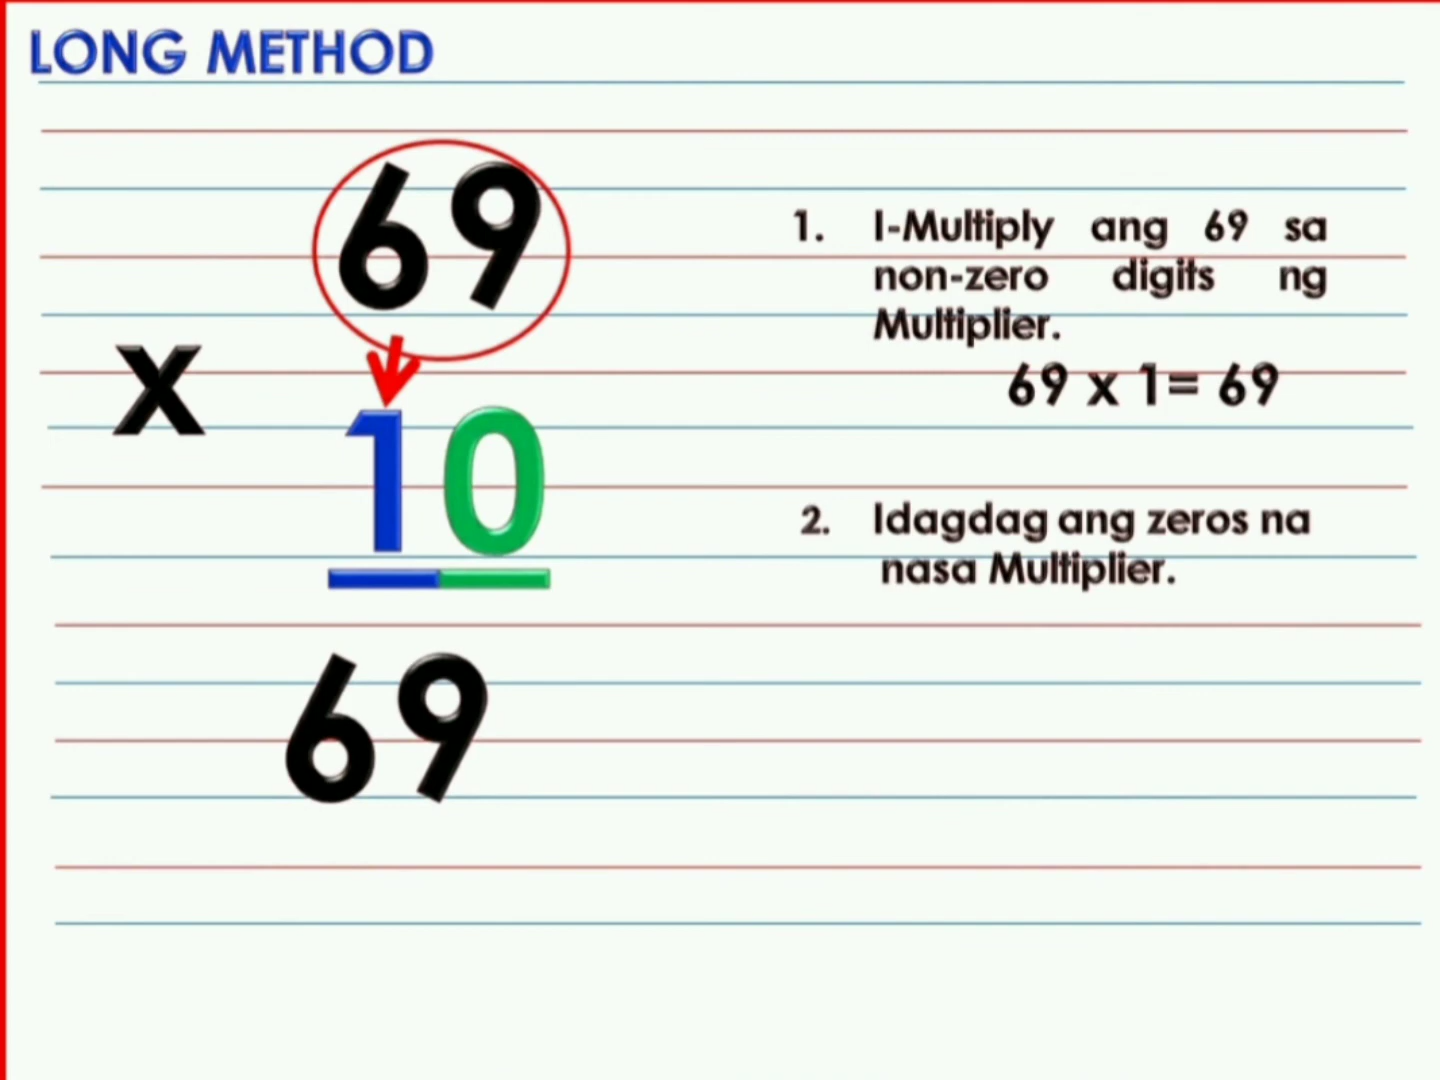 LONG METHOD
69
x
10
69
1. I-Multiply ang 69 sa
non-zero digits ng
Multiplier.
69 x 1= 69
2. Idagdag ang zeros na
nasa Multiplier.